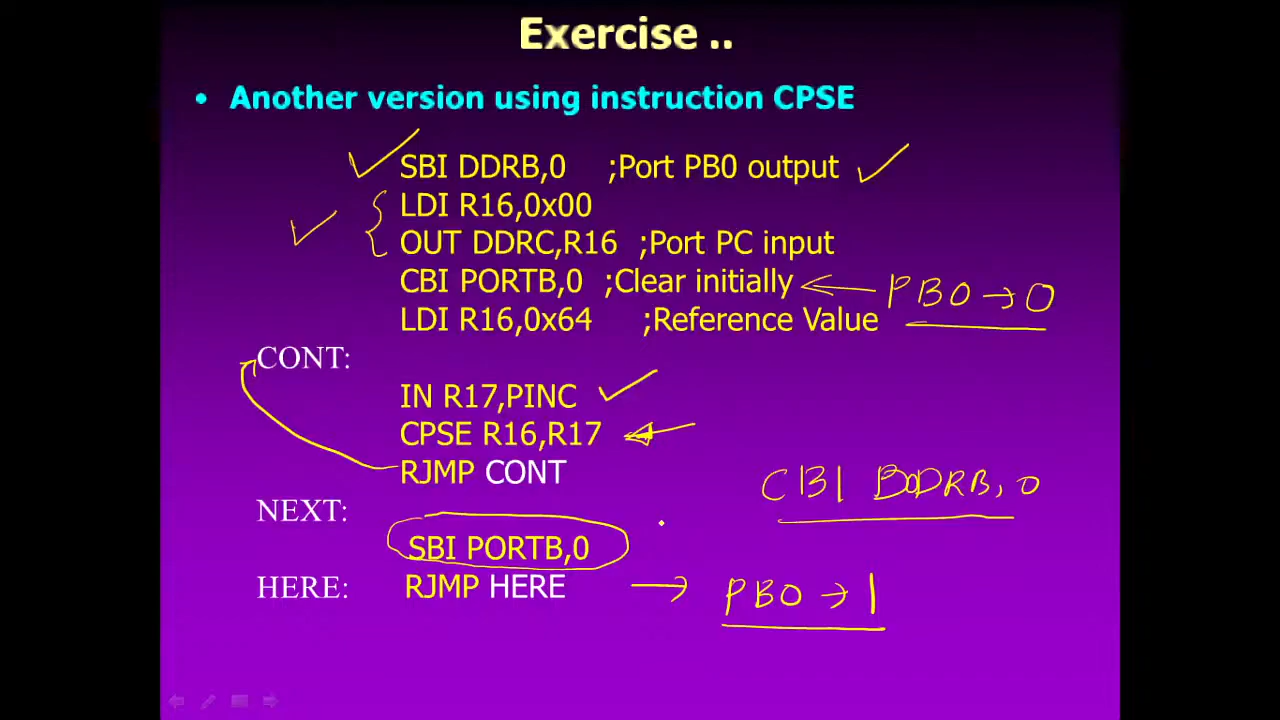 Exercise ..
• Another version using instruction CPSE
SBI DDRB,0 ;Port PB0 output
LDI R16,0x00
OUT DDRC,R16 ;Port PC input
CBI PORTB,0 ;Clear initially
PB0 → 0
LDI R16,0x64 ;Reference Value
CONT:
IN R17,PINC
CPSE R16,R17
RJMP CONT
CBI DDRB, 0
NEXT:
SBI PORTB,0
HERE: RJMP HERE
→ PB0 → 1